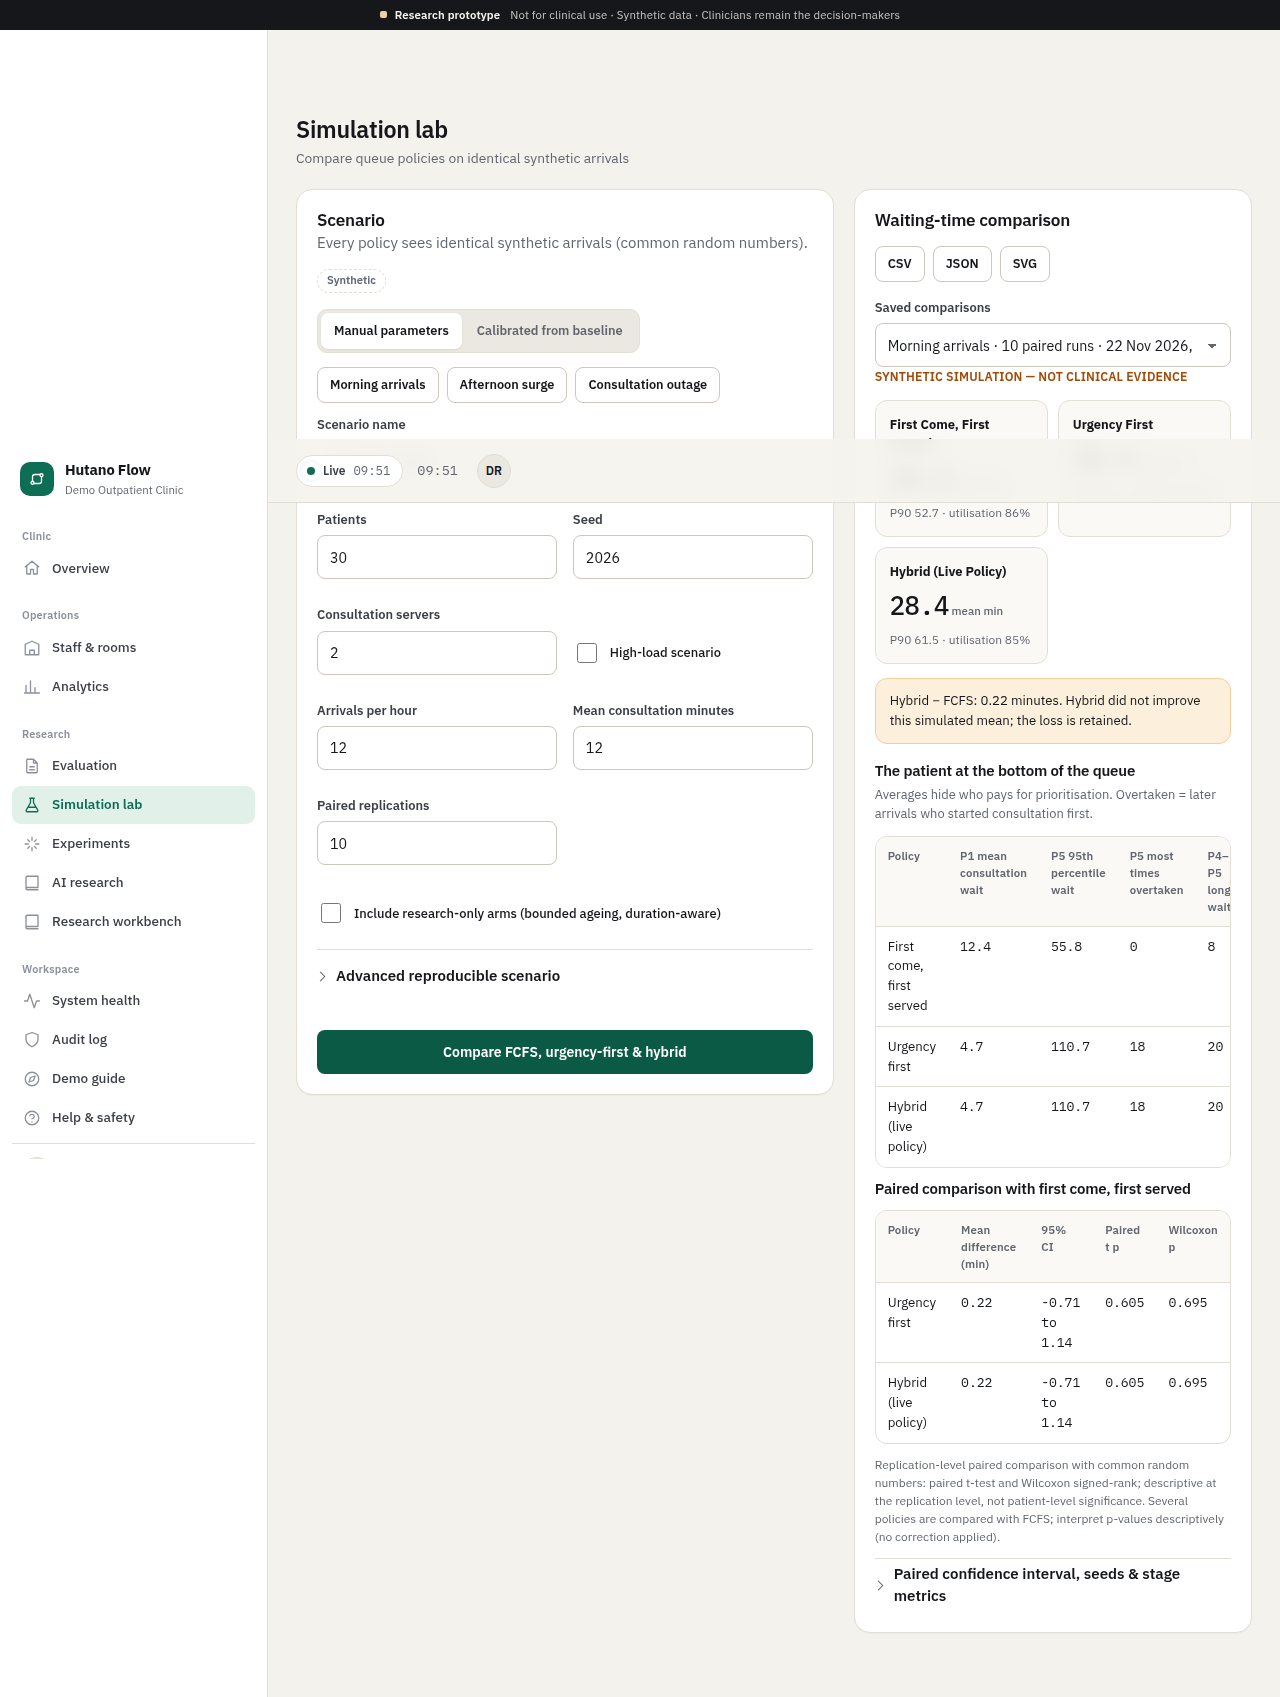 Research prototype Not for clinical use · Synthetic data · Clinicians remain the decision-makers
Hutano Flow
Demo Outpatient Clinic
Clinic
Overview
Operations
Staff & rooms
Analytics
Research
Evaluation
Simulation lab
Experiments
AI research
Research workbench
Workspace
System health
Audit log
Demo guide
Help & safety
Simulation lab
Compare queue policies on identical synthetic arrivals
Scenario
Every policy sees identical synthetic arrivals (common random numbers).
Synthetic
Manual parameters Calibrated from baseline
Morning arrivals Afternoon surge Consultation outage
Scenario name
Live 09:51 09:51 DR
Patients Seed
30 2026
Consultation servers
2 High-load scenario
Arrivals per hour Mean consultation minutes
12 12
Paired replications
10
Include research-only arms (bounded ageing, duration-aware)
Advanced reproducible scenario
Compare FCFS, urgency-first & hybrid
Waiting-time comparison
CSV JSON SVG
Saved comparisons
Morning arrivals · 10 paired runs · 22 Nov 2026,
SYNTHETIC SIMULATION — NOT CLINICAL EVIDENCE
First Come, First Urgency First
P90 52.7 · utilisation 86%
Hybrid (Live Policy)
28.4 mean min
P90 61.5 · utilisation 85%
Hybrid − FCFS: 0.22 minutes. Hybrid did not improve
this simulated mean; the loss is retained.
The patient at the bottom of the queue
Averages hide who pays for prioritisation. Overtaken = later
arrivals who started consultation first.
Policy P1 mean P5 95th P5 most P4–
consultation percentile times P5
wait wait overtaken long
wait
First 12.4 55.8 0 8
come,
first
served
Urgency 4.7 110.7 18 20
first
Hybrid 4.7 110.7 18 20
(live
policy)
Paired comparison with first come, first served
Policy Mean 95% Paired Wilcoxon
difference CI t p p
(min)
Urgency 0.22 -0.71 0.605 0.695
first to
1.14
Hybrid 0.22 -0.71 0.605 0.695
(live to
policy) 1.14
Replication-level paired comparison with common random
numbers: paired t-test and Wilcoxon signed-rank; descriptive at
the replication level, not patient-level significance. Several
policies are compared with FCFS; interpret p-values descriptively
(no correction applied).
Paired confidence interval, seeds & stage
metrics